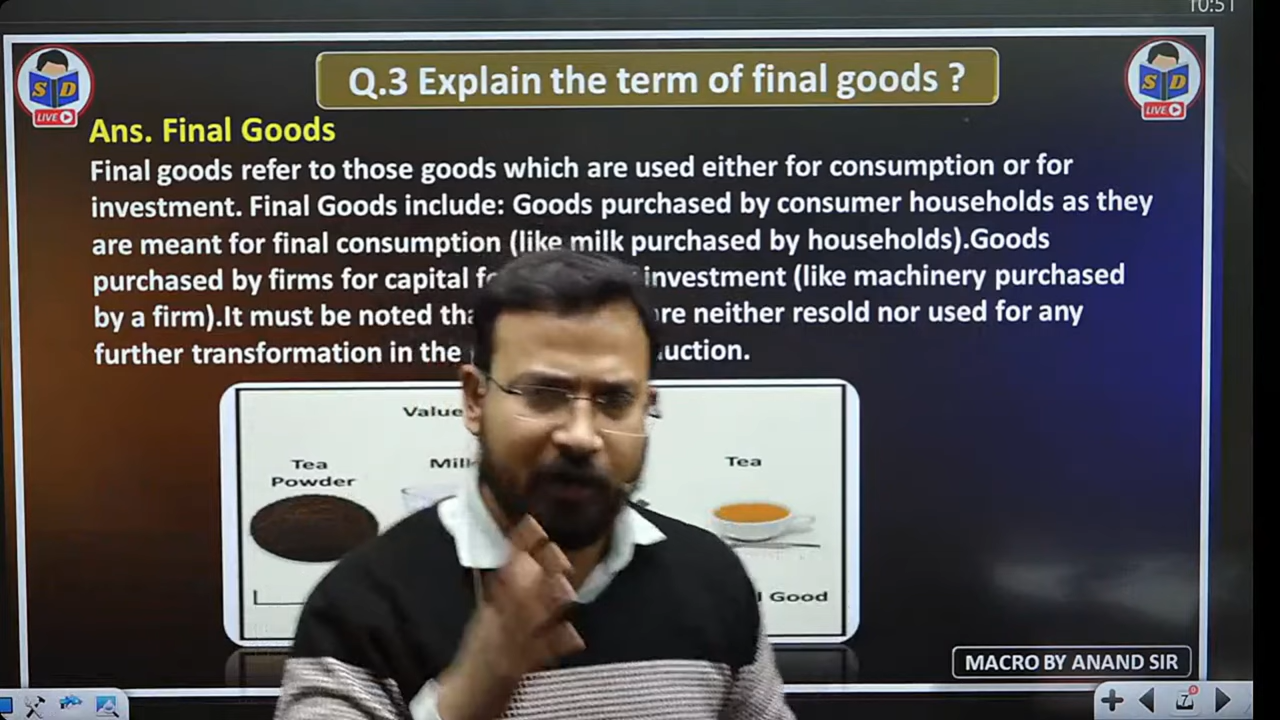 10:51
S D
LIVE
Q.3 Explain the term of final goods ?
S D
LIVE
Ans. Final Goods
Final goods refer to those goods which are used either for consumption or for
investment. Final Goods include: Goods purchased by consumer households as they
are meant for final consumption (like milk purchased by households).Goods
purchased by firms for capital investment (like machinery purchased
by a firm).It must be noted neither resold nor used for any
further transformation in the
Value
Tea
Powder
Milk
Tea
Good
MACRO BY ANAND SIR